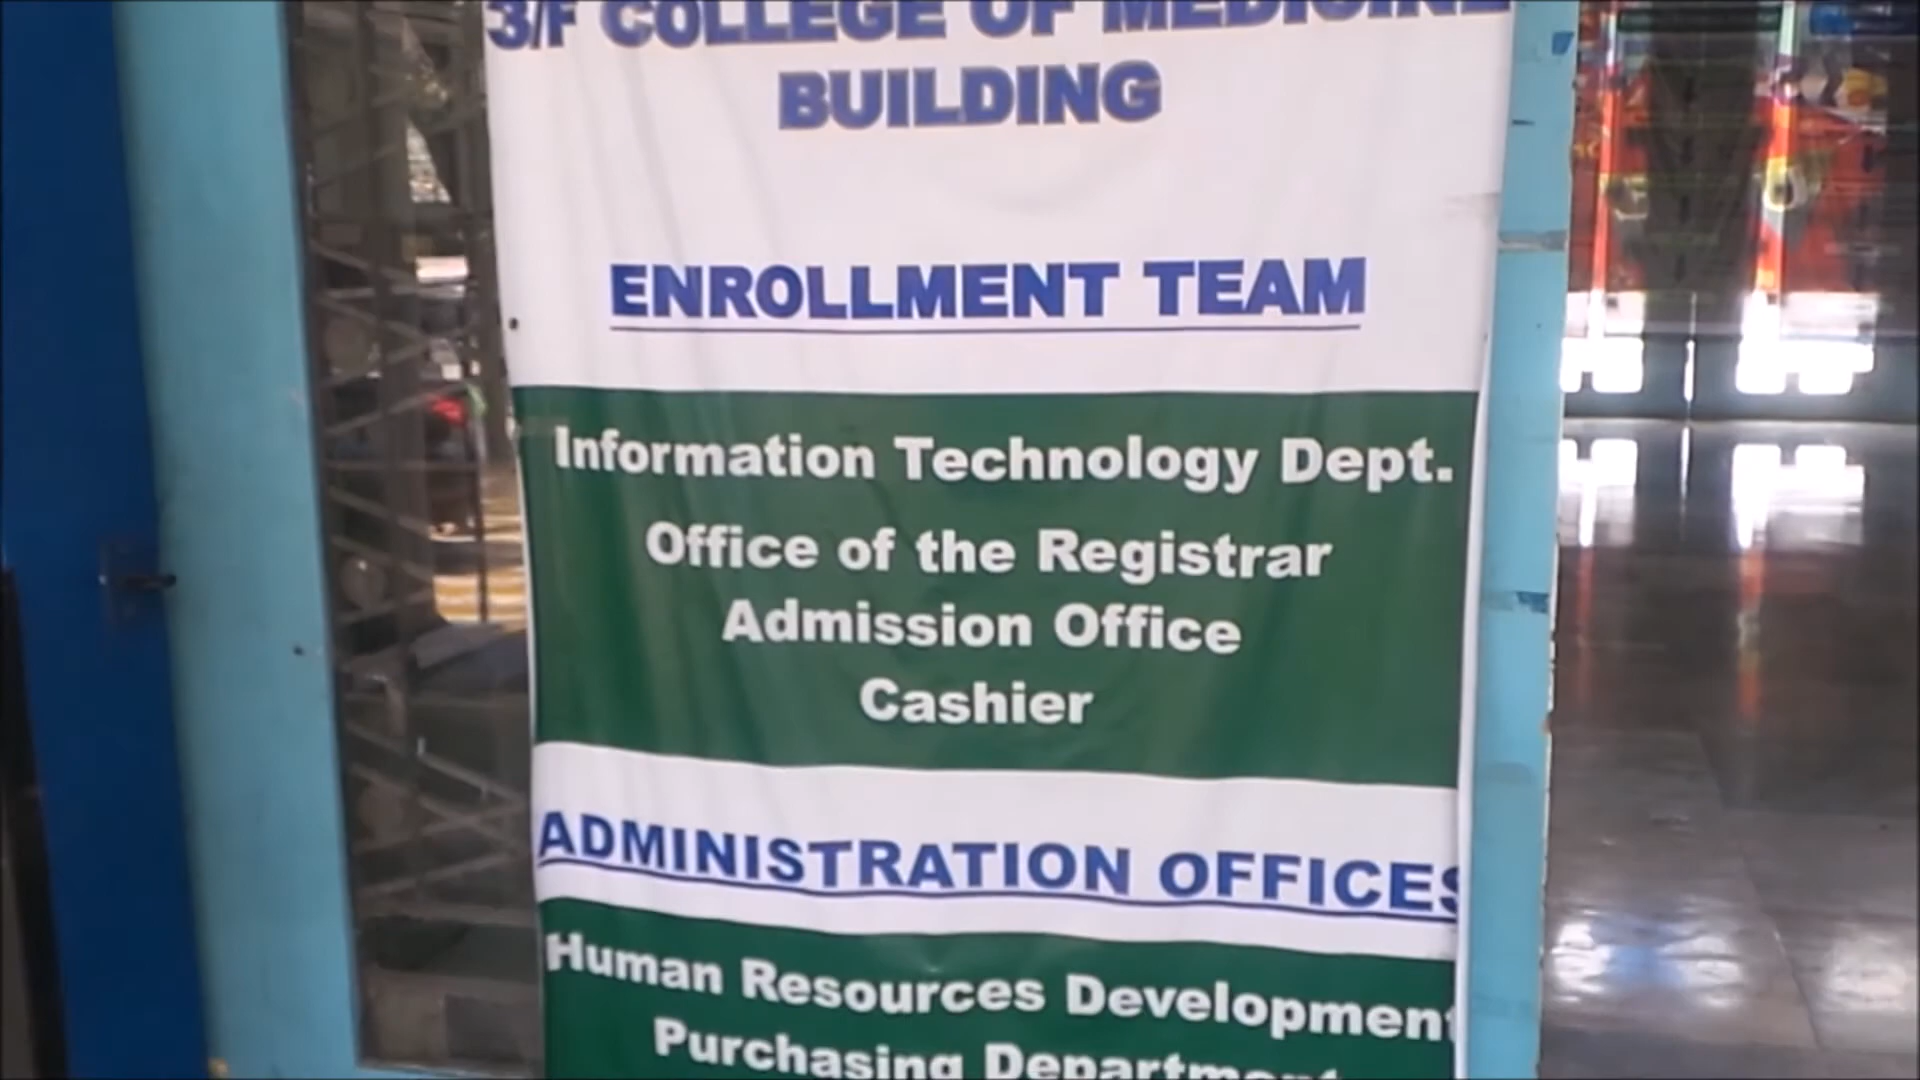 3/F COLLEGE OF MEDICINE
BUILDING
ENROLLMENT TEAM
Information Technology Dept.
Office of the Registrar
Admission Office
Cashier
ADMINISTRATION OFFICES
Human Resources Development
Purchasing Department